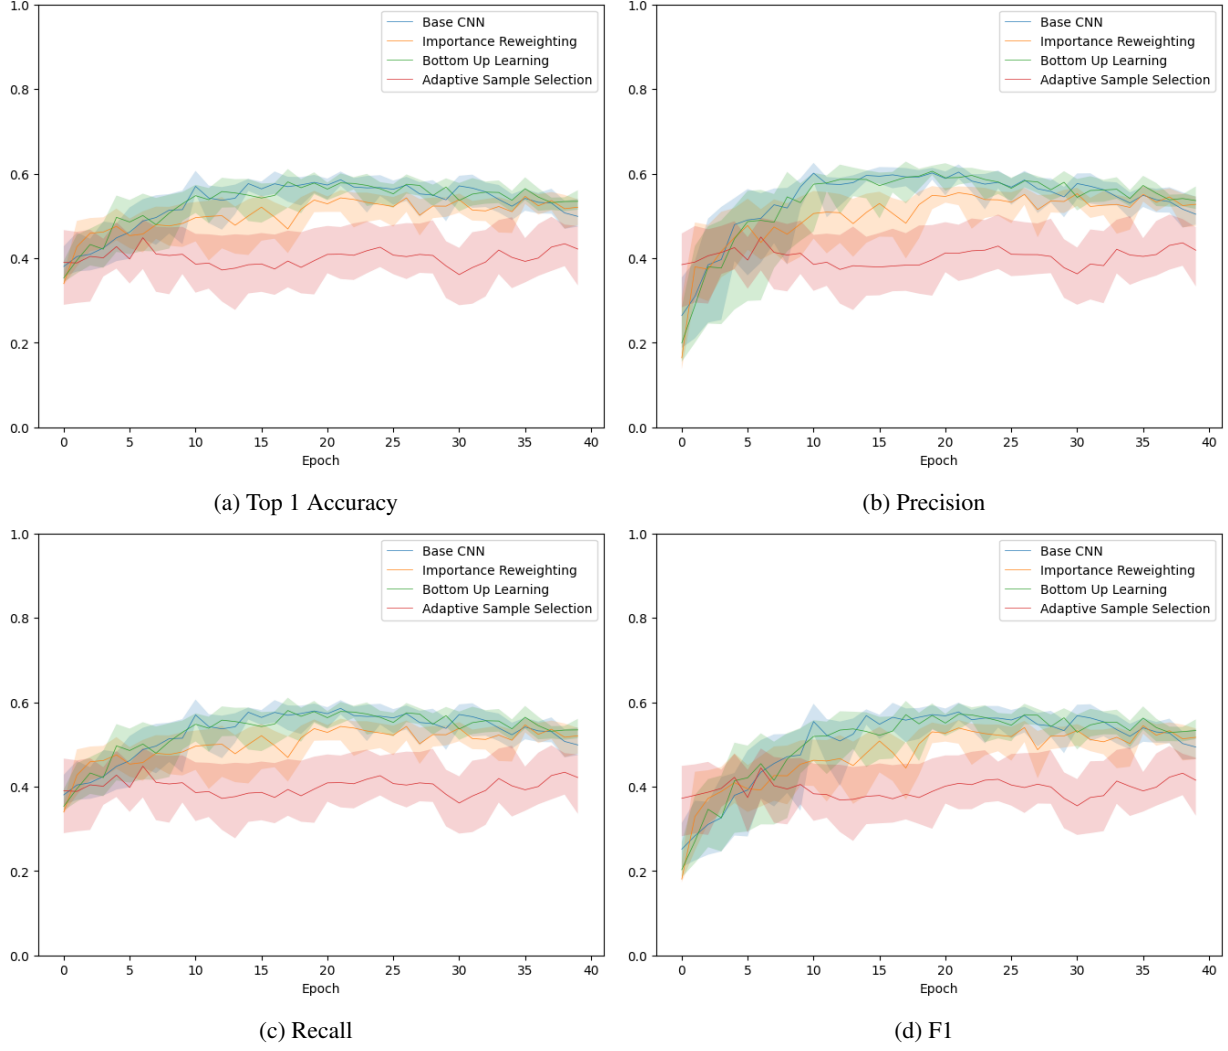 1.0
0.8
0.6
0.4
0.2
0.0
Base CNN
Importance Reweighting
Bottom Up Learning
Adaptive Sample Selection
0 5 10 15 20 25 30 35 40
Epoch
(a) Top 1 Accuracy
1.0
0.8
0.6
0.4
0.2
0.0
Base CNN
Importance Reweighting
Bottom Up Learning
Adaptive Sample Selection
0 5 10 15 20 25 30 35 40
Epoch
(b) Precision
1.0
0.8
0.6
0.4
0.2
0.0
Base CNN
Importance Reweighting
Bottom Up Learning
Adaptive Sample Selection
0 5 10 15 20 25 30 35 40
Epoch
(c) Recall
1.0
0.8
0.6
0.4
0.2
0.0
Base CNN
Importance Reweighting
Bottom Up Learning
Adaptive Sample Selection
0 5 10 15 20 25 30 35 40
Epoch
(d) F1